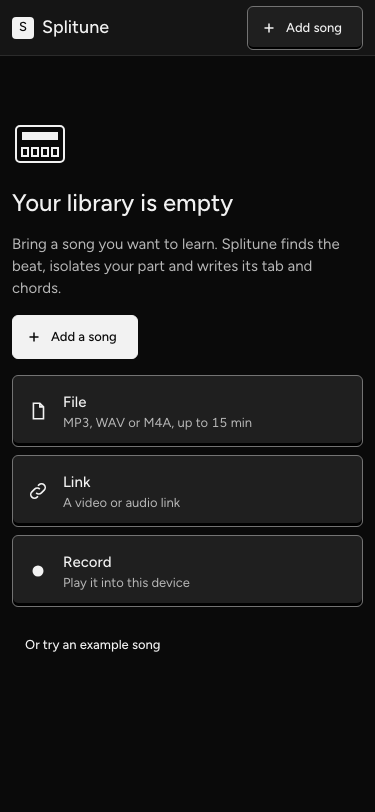 S Splitune
+ Add song
Your library is empty
Bring a song you want to learn. Splitune finds the
beat, isolates your part and writes its tab and
chords.
+ Add a song
File
MP3, WAV or M4A, up to 15 min
Link
A video or audio link
Record
Play it into this device
Or try an example song